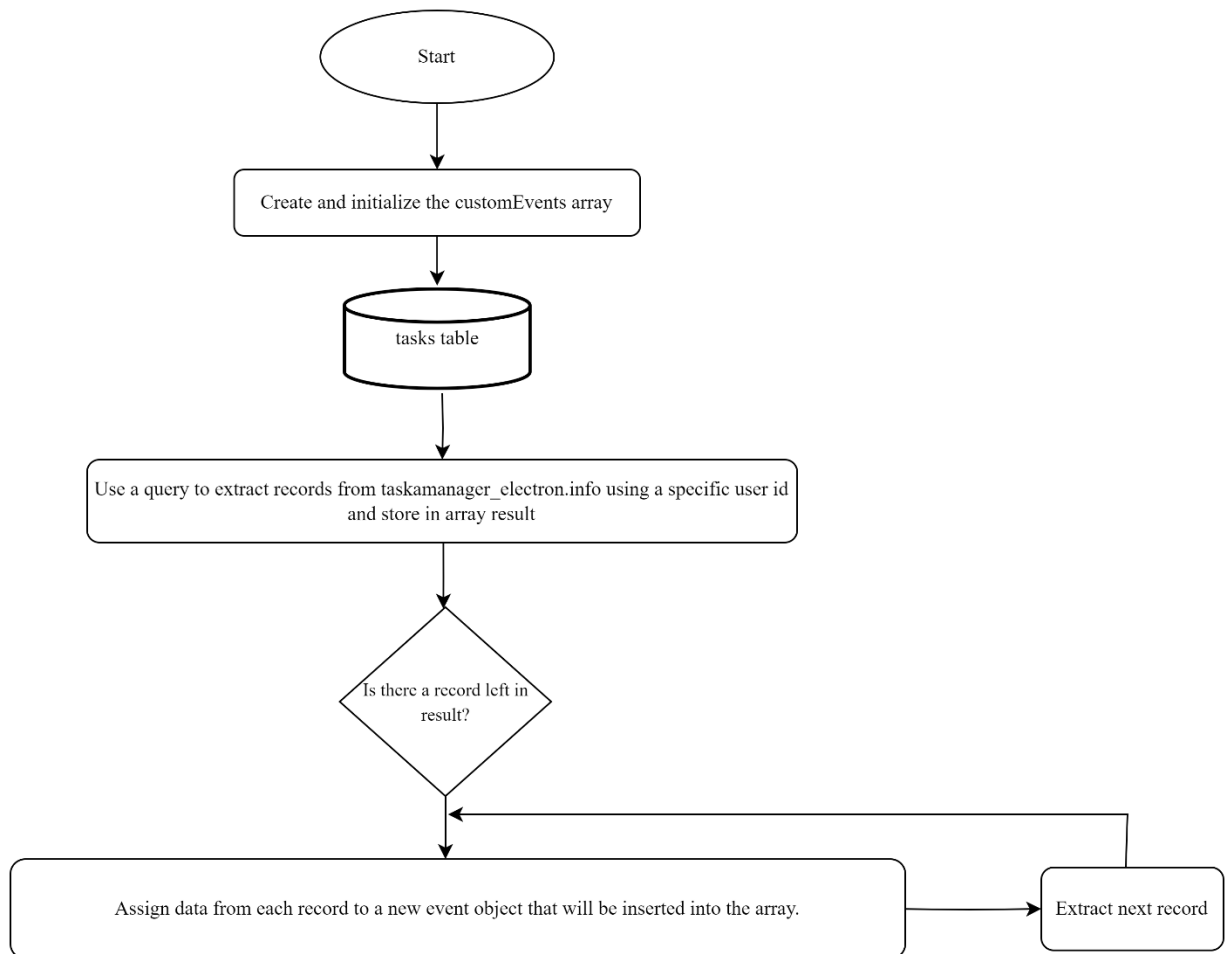 Start
Create and initialize the customEvents array
tasks table
Use a query to extract records from taskamanager_electron.info using a specific user id
and store in array result
Is there a record left in
result?
Assign data from each record to a new event object that will be inserted into the array.
Extract next record